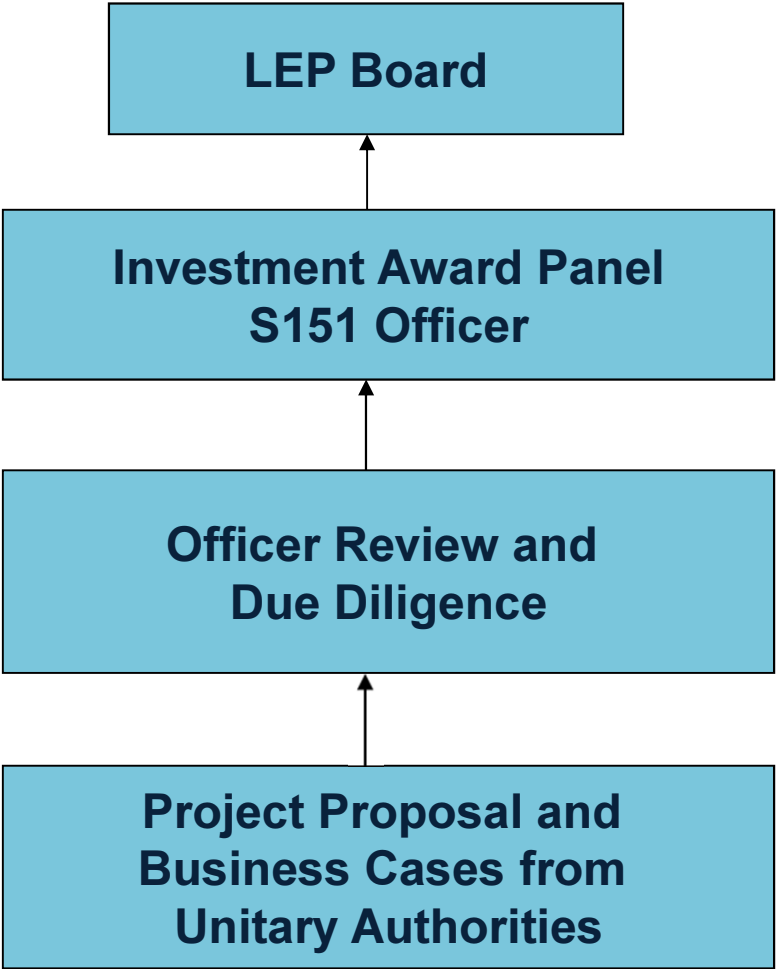 LEP Board
Investment Award Panel
S151 Officer
Officer Review and
Due Diligence
Project Proposal and
Business Cases from
Unitary Authorities